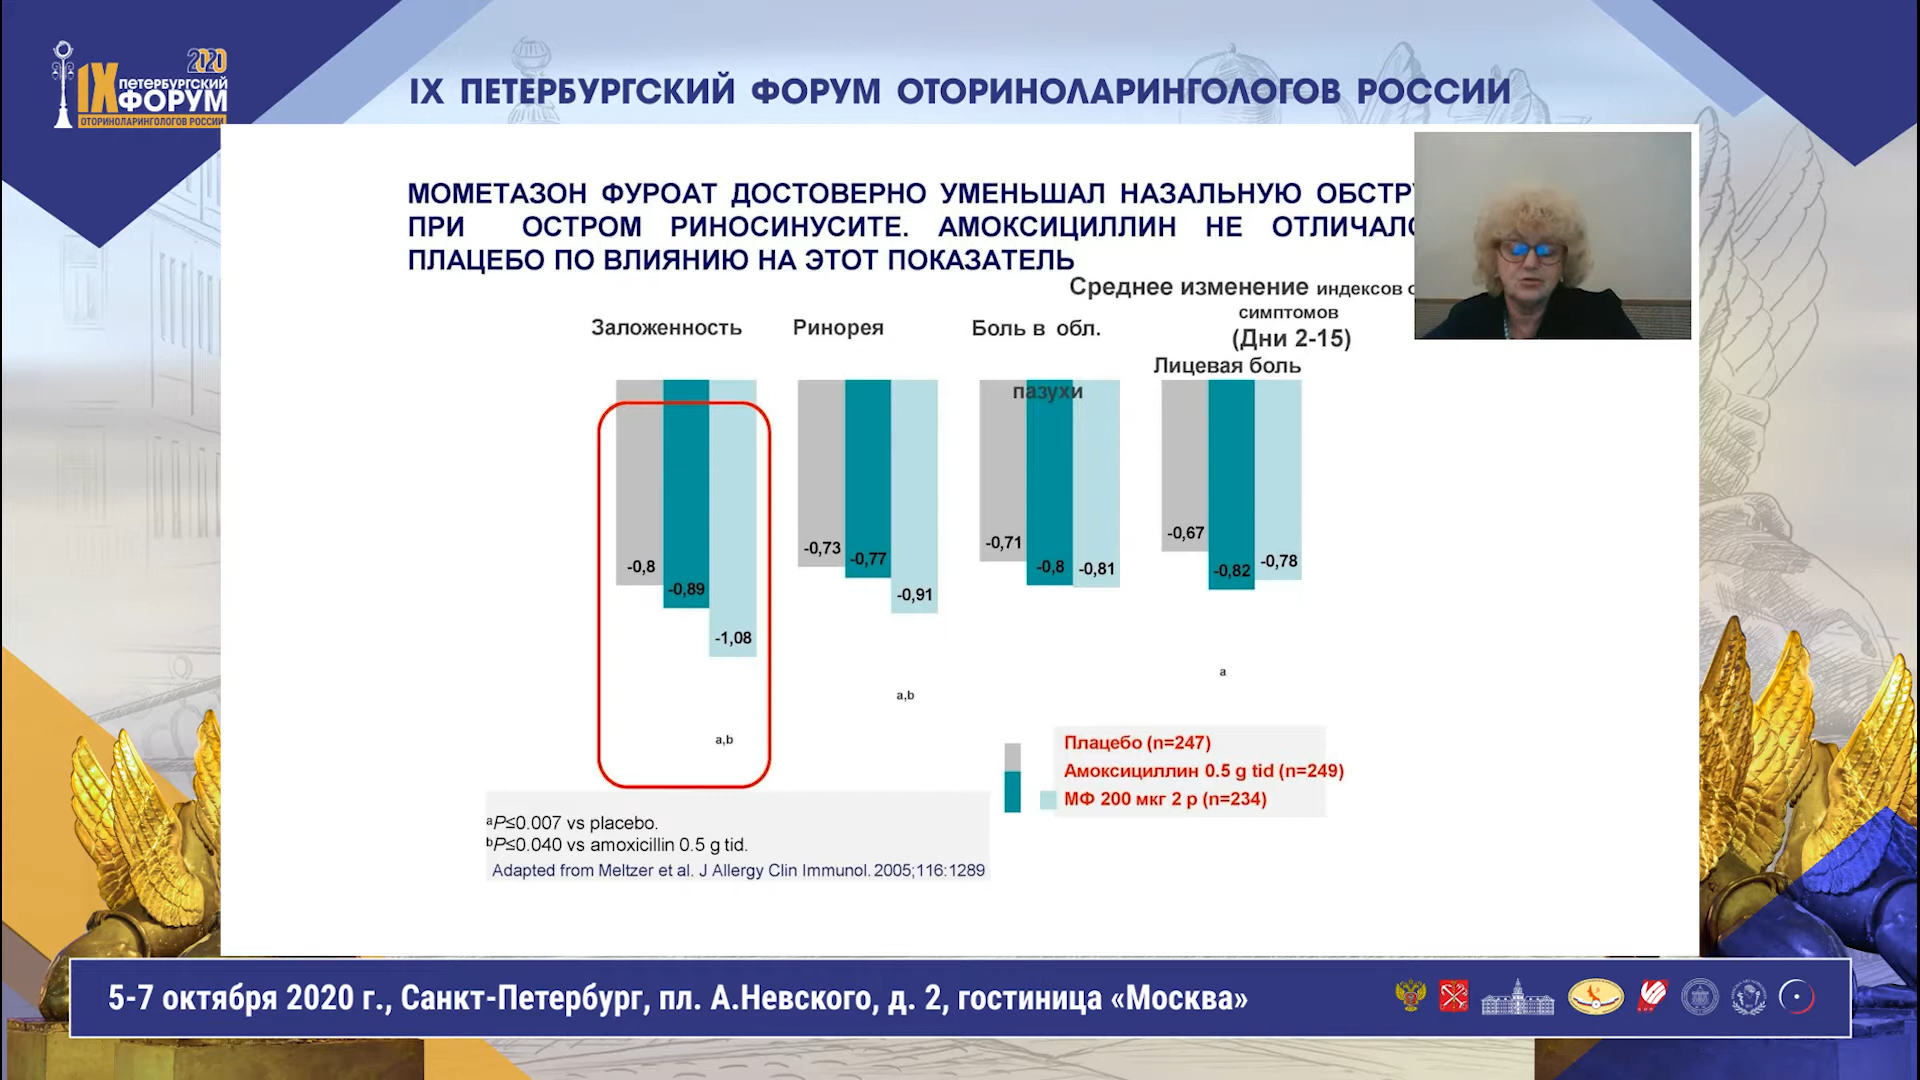 2020
IX ПЕТЕРБУРГСКИЙ
ФОРУМ
ОТОРИНОЛАРИНГОЛОГОВ РОССИИ
IX ПЕТЕРБУРГСКИЙ ФОРУМ ОТОРИНОЛАРИНГОЛОГОВ РОССИИ
МОМЕТАЗОН ФУРОАТ ДОСТОВЕРНО УМЕНЬШАЛ НАЗАЛЬНУЮ
ПРИ ОСТРОМ РИНОСИНУСИТЕ. АМОКСИЦИЛЛИН НЕ
ПЛАЦЕБО ПО ВЛИЯНИЮ НА ЭТОТ ПОКАЗАТЕЛЬ
Среднее изменение индексов
симптомов
(Дни 2-15)
Заложенность Ринорея Боль в обл.
Лицевая боль
пазухи
-0,8 -0,89 -1,08
-0,73 -0,77 -0,91
-0,71 -0,8 -0,81
-0,67 -0,82 -0,78
a
a,b
a,b
Плацебо (n=247)
Амоксициллин 0.5 g tid (n=249)
МФ 200 мкг 2 р (n=234)
aP≤0.007 vs placebo.
bP≤0.040 vs amoxicillin 0.5 g tid.
Adapted from Meltzer et al. J Allergy Clin Immunol. 2005;116:1289
5-7 октября 2020 г., Санкт-Петербург, пл. А.Невского, д. 2, гостиница «Москва»